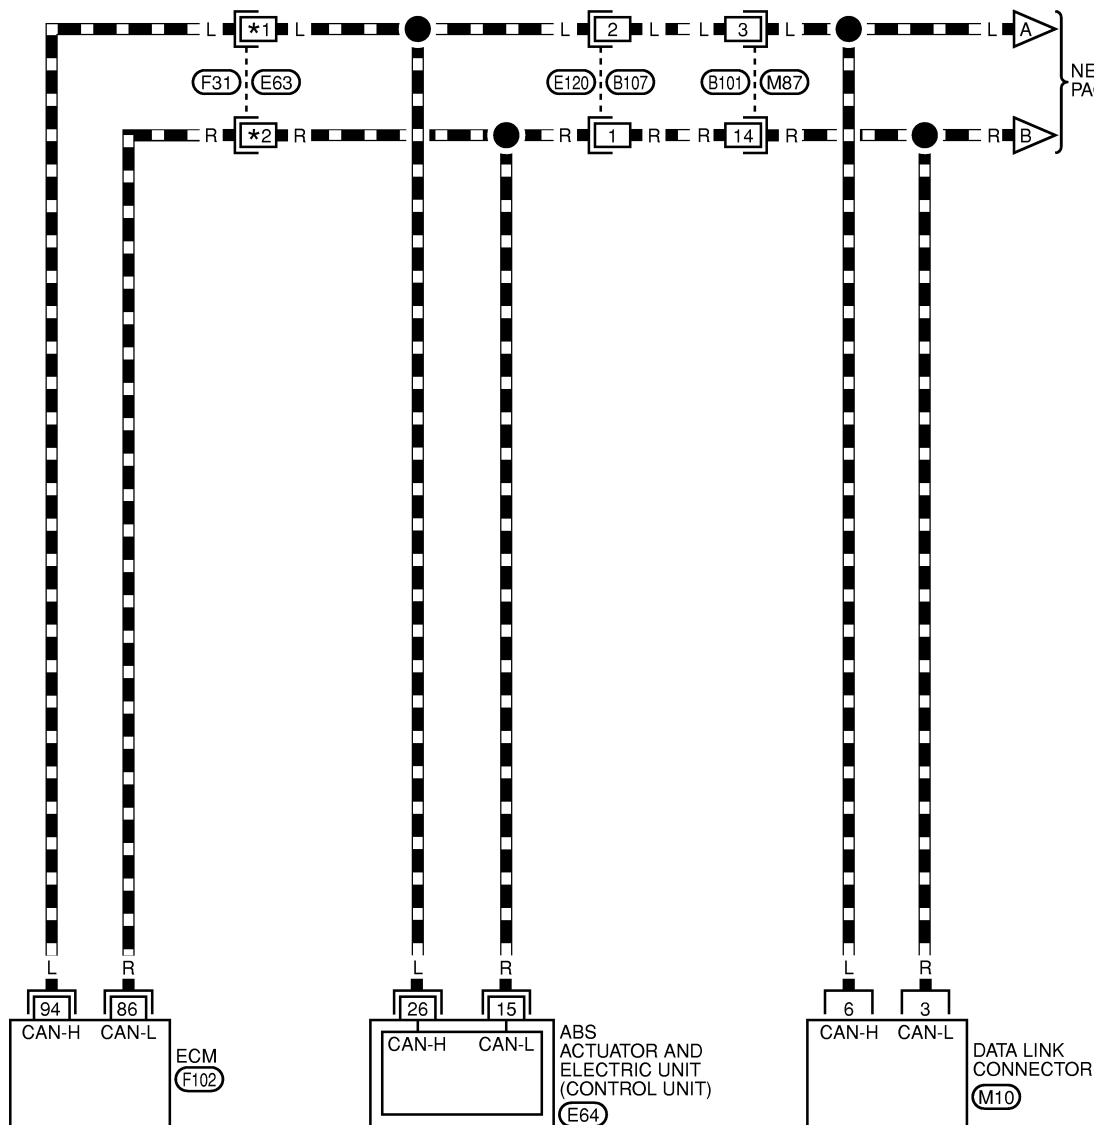 L *1 L L 2 L L 3 L L A
F31 E63 E120 B107 B101 M87
R *2 R R 1 R R 14 R R B
L R L R L R
94 86 26 15 6 3
CAN-H CAN-L CAN-H CAN-L CAN-H CAN-L
ECM
F102
ABS
ACTUATOR AND
ELECTRIC UNIT
(CONTROL UNIT)
E64
DATA LINK
CONNECTOR
M10